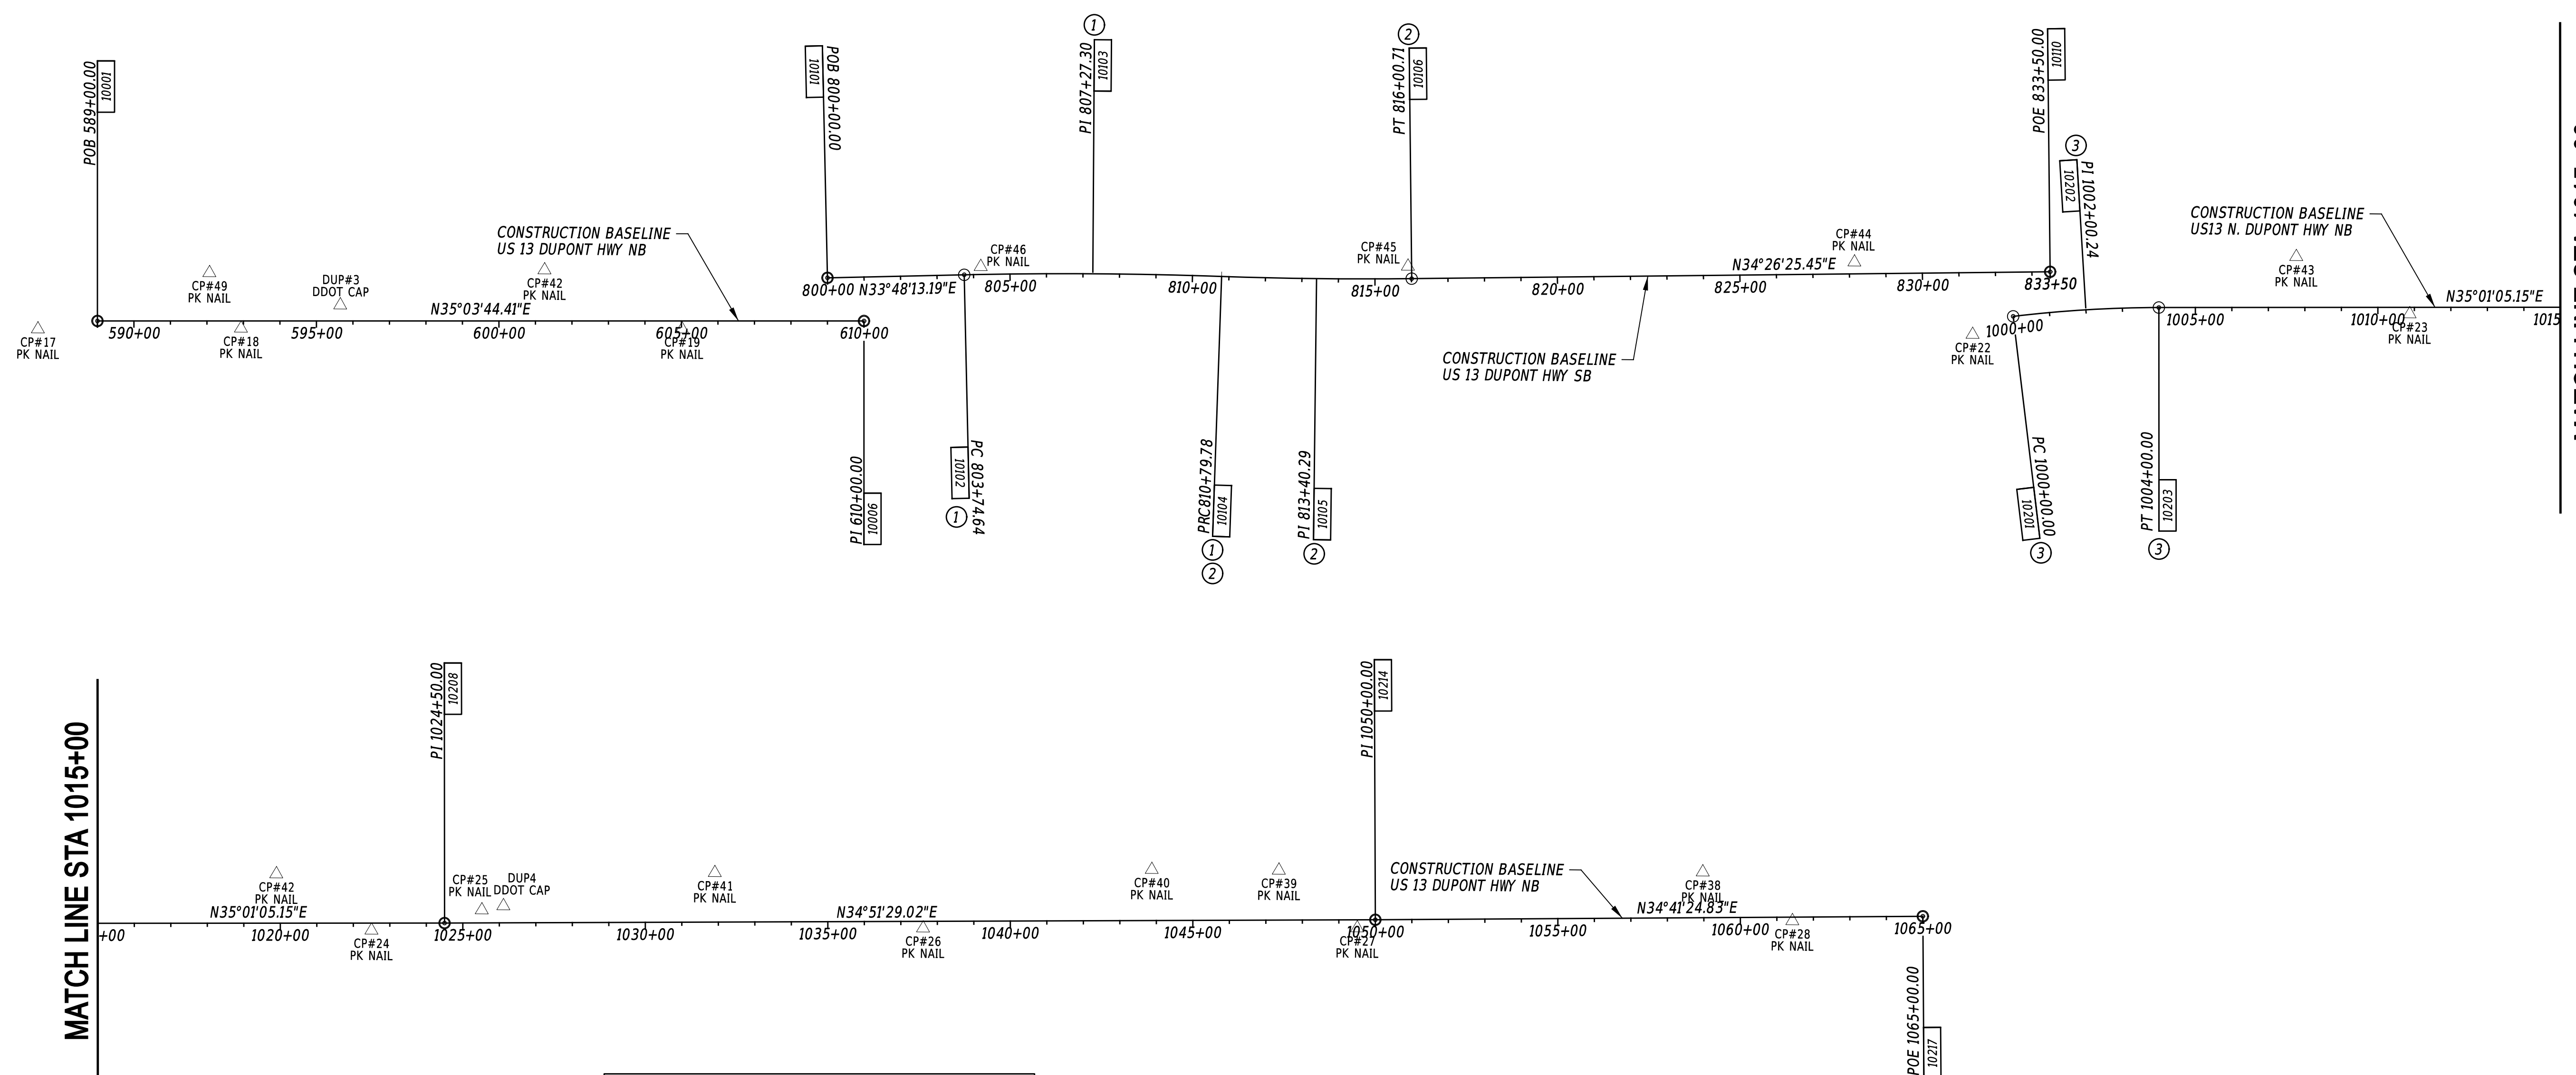 POB 589+00.00
10001
10101
POB 800+00.00
1
PI 807+27.30
10103
2
PT 816+00.71
10106
POE 833+50.00
10110
3
10202
PI 1002+00.24
CONSTRUCTION BASELINE
US 13 DUPONT HWY NB
CONSTRUCTION BASELINE
US13 N. DUPONT HWY NB
CP#49
PK NAIL
DUP#3
DDOT CAP
CP#42
PK NAIL
CP#46
PK NAIL
CP#45
PK NAIL
CP#44
PK NAIL
CP#43
PK NAIL
CP#17
PK NAIL
CP#18
PK NAIL
CP#19
PK NAIL
CP#22
PK NAIL
CP#23
PK NAIL
N35°03'44.41"E
N33°48'13.19"E
N34°26'25.45"E
N35°01'05.15"E
590+00
595+00
600+00
605+00
610+00
800+00
805+00
810+00
815+00
820+00
825+00
830+00
833+50
1000+00
1005+00
1010+00
1015
CONSTRUCTION BASELINE
US 13 DUPONT HWY SB
PI 610+00.00
10006
10102
PC 803+74.64
1
PRC810+79.78
10104
1
2
PI 813+40.29
10105
2
10201
PC 1000+00.00
3
PT 1004+00.00
10203
3
MATCH LINE STA 1015+00
PI 1024+50.00
10208
PI 1050+00.00
10214
CP#42
PK NAIL
CP#24
PK NAIL
CP#25
PK NAIL
DUP4
DDOT CAP
CP#41
PK NAIL
CP#26
PK NAIL
CP#40
PK NAIL
CP#39
PK NAIL
CP#27
PK NAIL
CONSTRUCTION BASELINE
US 13 DUPONT HWY NB
CP#38
PK NAIL
CP#28
PK NAIL
N35°01'05.15"E
N34°51'29.02"E
N34°41'24.83"E
+00
1020+00
1025+00
1030+00
1035+00
1040+00
1045+00
1050+00
1055+00
1060+00
1065+00
POE 1065+00.00
10217